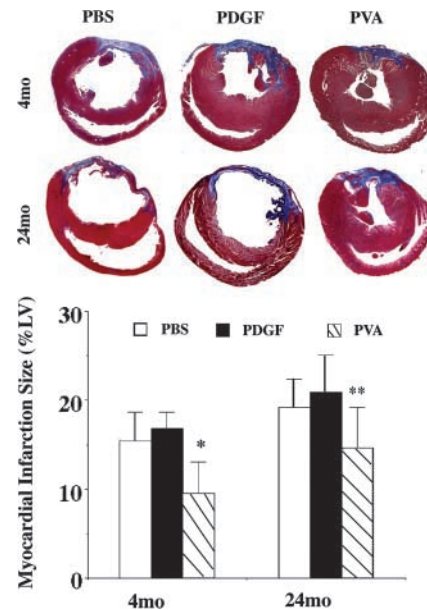 PBS PDGF PVA
4mo
24mo
Myocardial Infarction Size (%LV)
30
PBS PDGF PVA
20
**
*
10
0
4mo 24mo